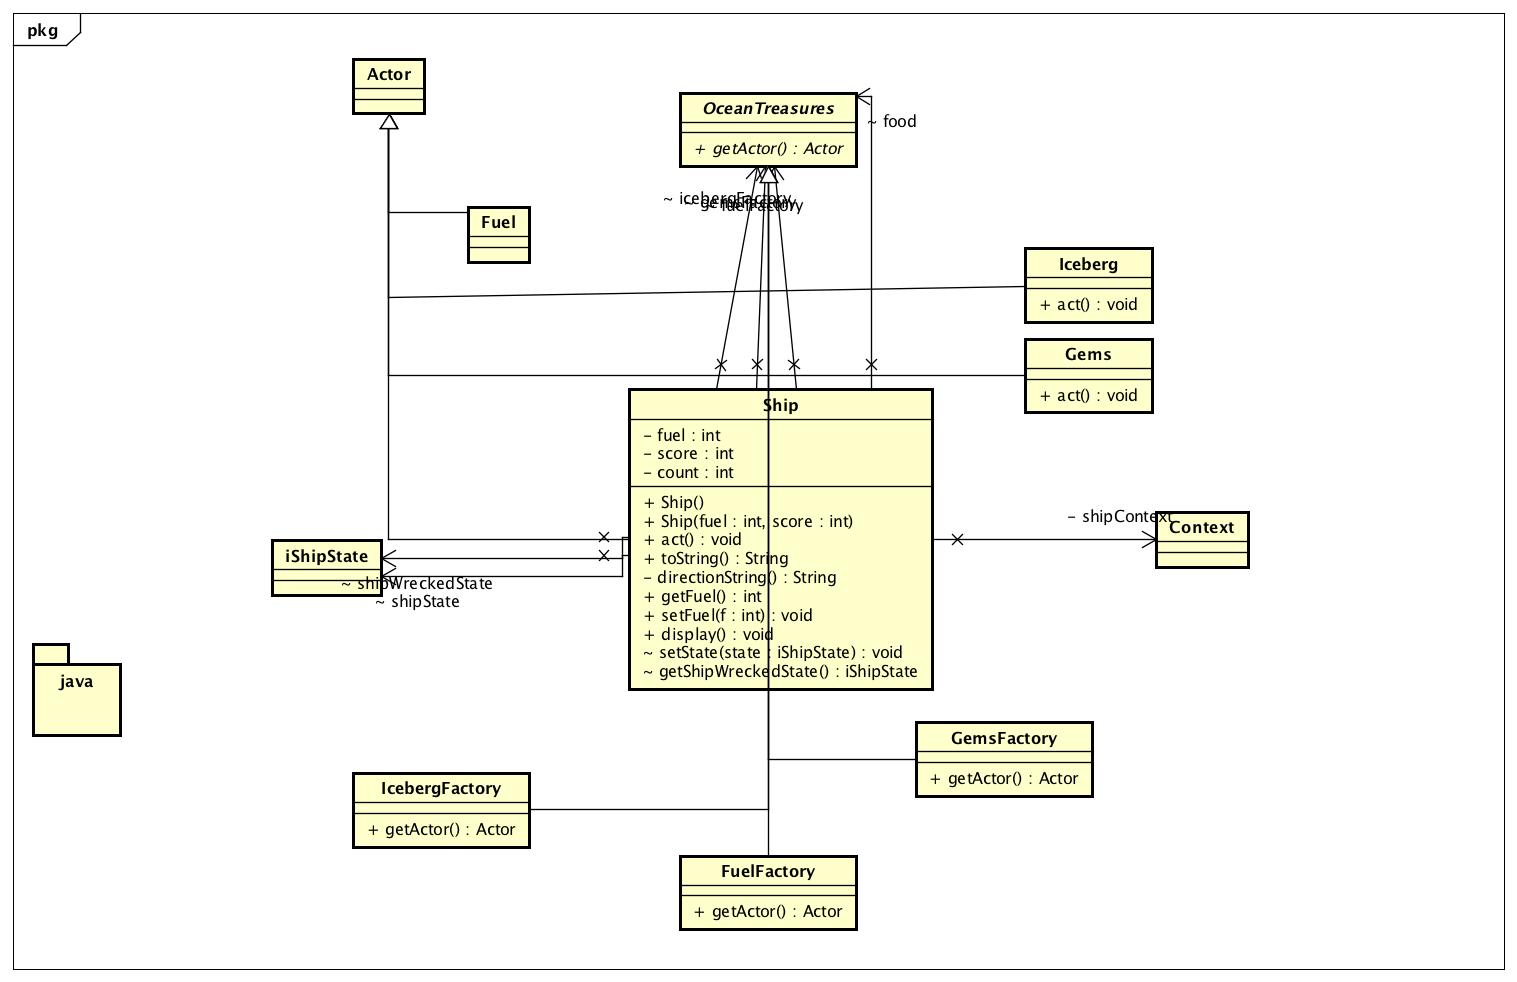 pkg
Actor
OceanTreasures
+ getActor() : Actor
~ food
~ icebergFactory
fuelFactory
Fuel
Iceberg
+ act() : void
Gems
+ act() : void
Ship
- fuel : int
- score : int
- count : int
+ Ship()
+ Ship(fuel : int, score : int)
+ act() : void
+ toString() : String
- directionString() : String
+ getFuel() : int
+ setFuel(f : int) : void
+ display() : void
~ setState(state : iShipState) : void
~ getShipWreckedState() : iShipState
- shipContext
Context
iShipState
~ shipWreckedState
~ shipState
java
GemsFactory
+ getActor() : Actor
IcebergFactory
+ getActor() : Actor
FuelFactory
+ getActor() : Actor